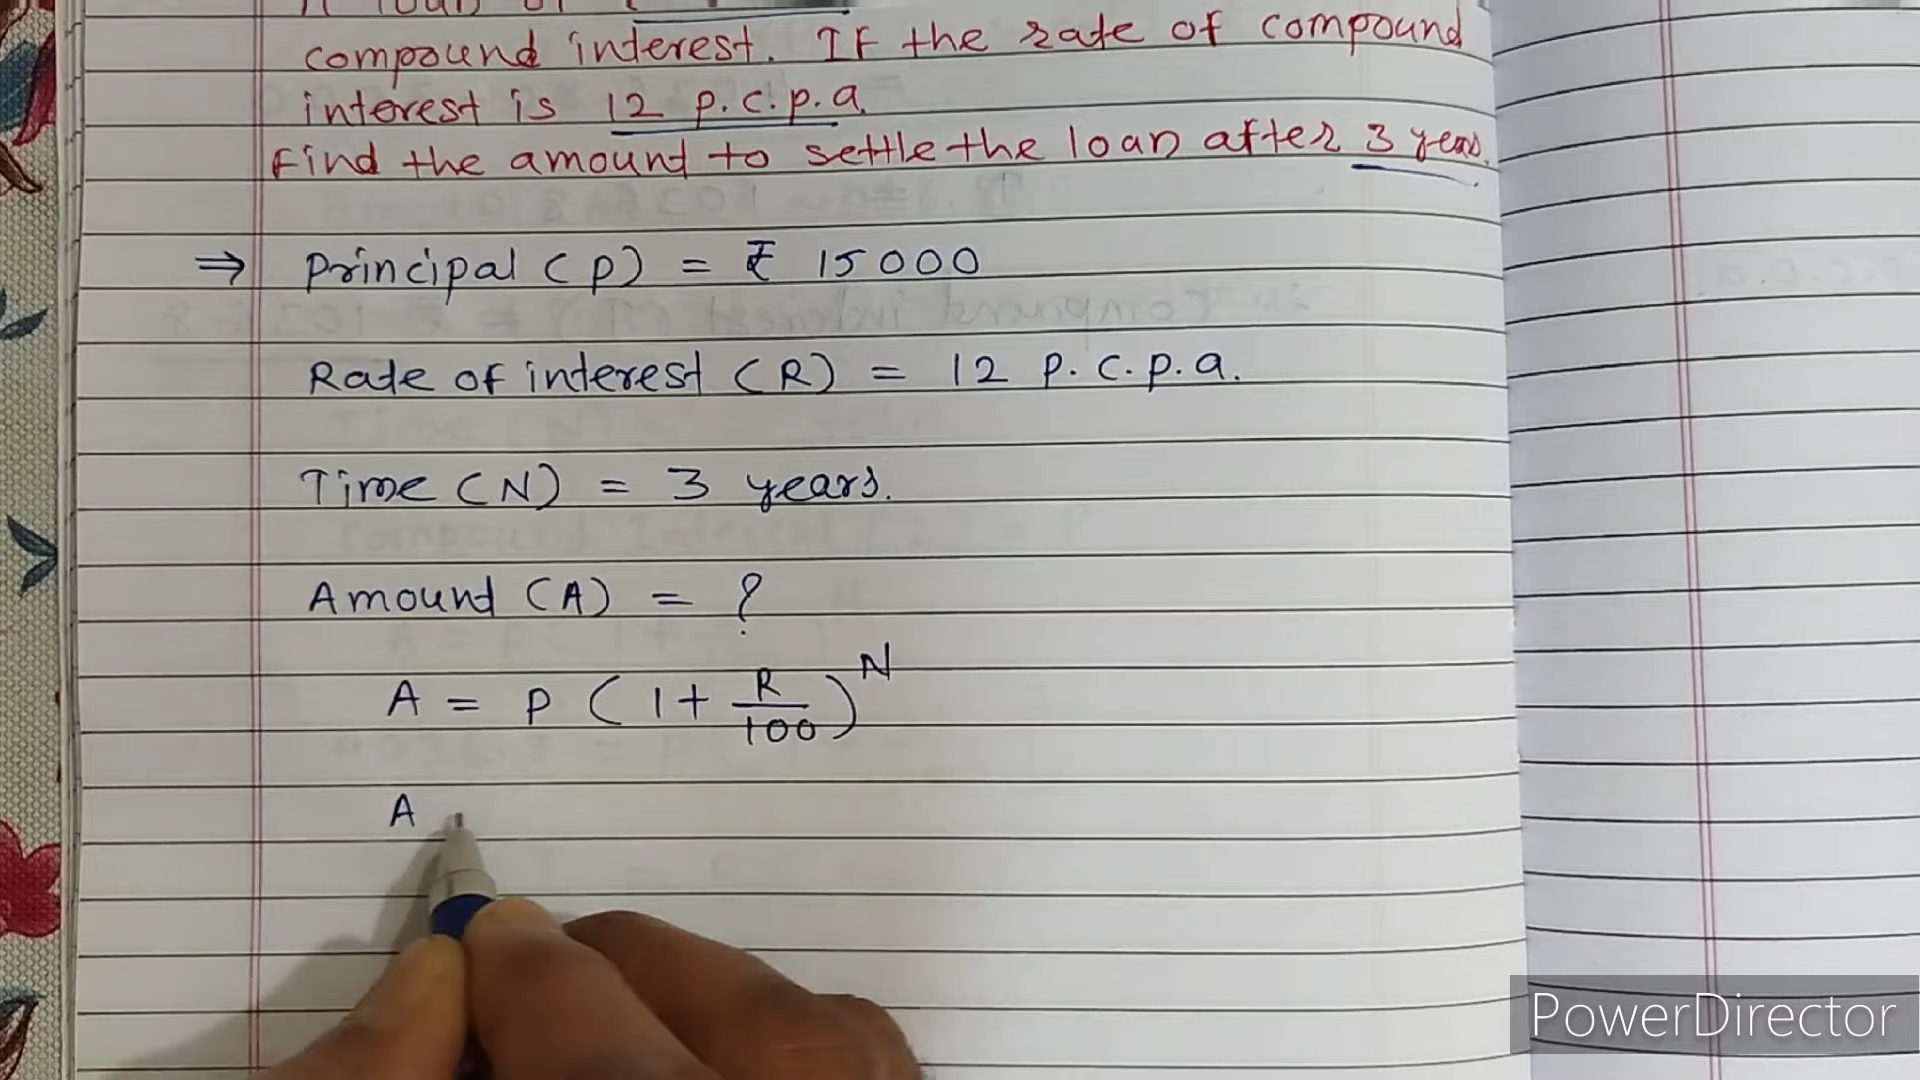 compound interest. If the rate of compound
interest is 12 p.c.p.a.
Find the amount to settle the loan after 3 years.
⇒ Principal (P) = ₹ 15000
Rate of interest (R) = 12 p.c.p.a.
Time (N) = 3 years.
Amount (A) = ?
A = P (1 + R/100)^N
A
PowerDirector